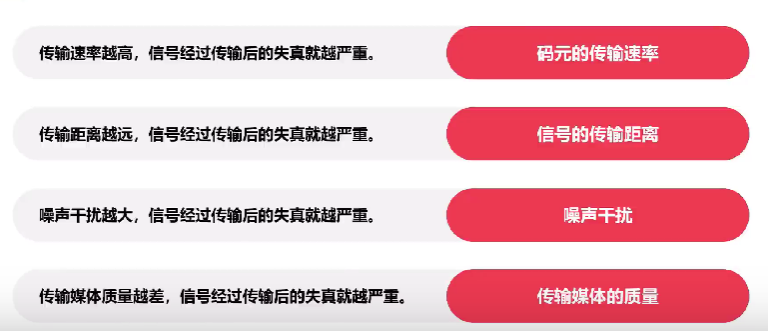 传输速率越高，信号经过传输后的失真就越严重。
码元的传输速率
传输距离越远，信号经过传输后的失真就越严重。
信号的传输距离
噪声干扰越大，信号经过传输后的失真就越严重。
噪声干扰
传输媒体质量越差，信号经过传输后的失真就越严重。
传输媒体的质量